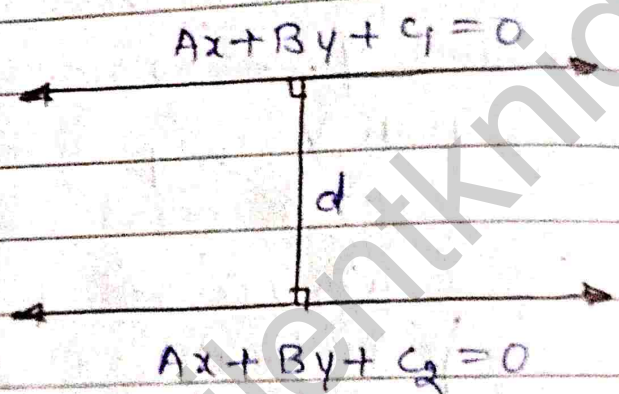 Ax + By + C₁ = 0
d
Ax + By + C₂ = 0